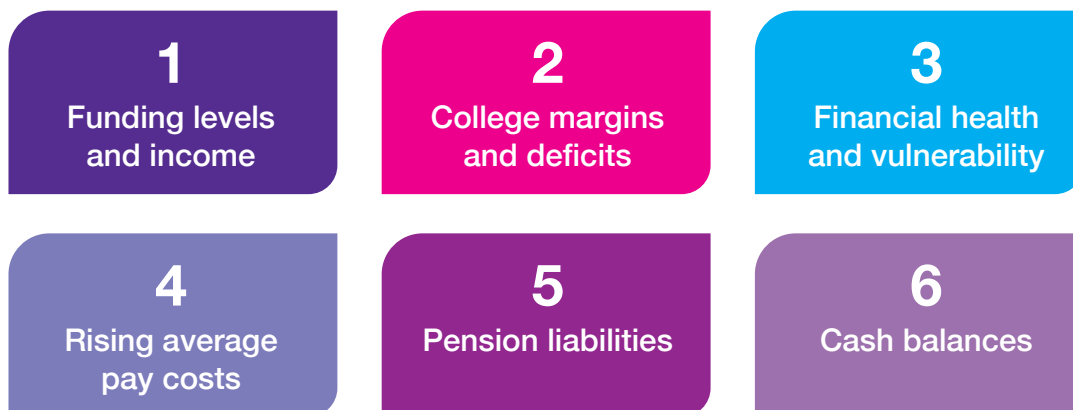 1
Funding levels
and income
2
College margins
and deficits
3
Financial health
and vulnerability
4
Rising average
pay costs
5
Pension liabilities
6
Cash balances